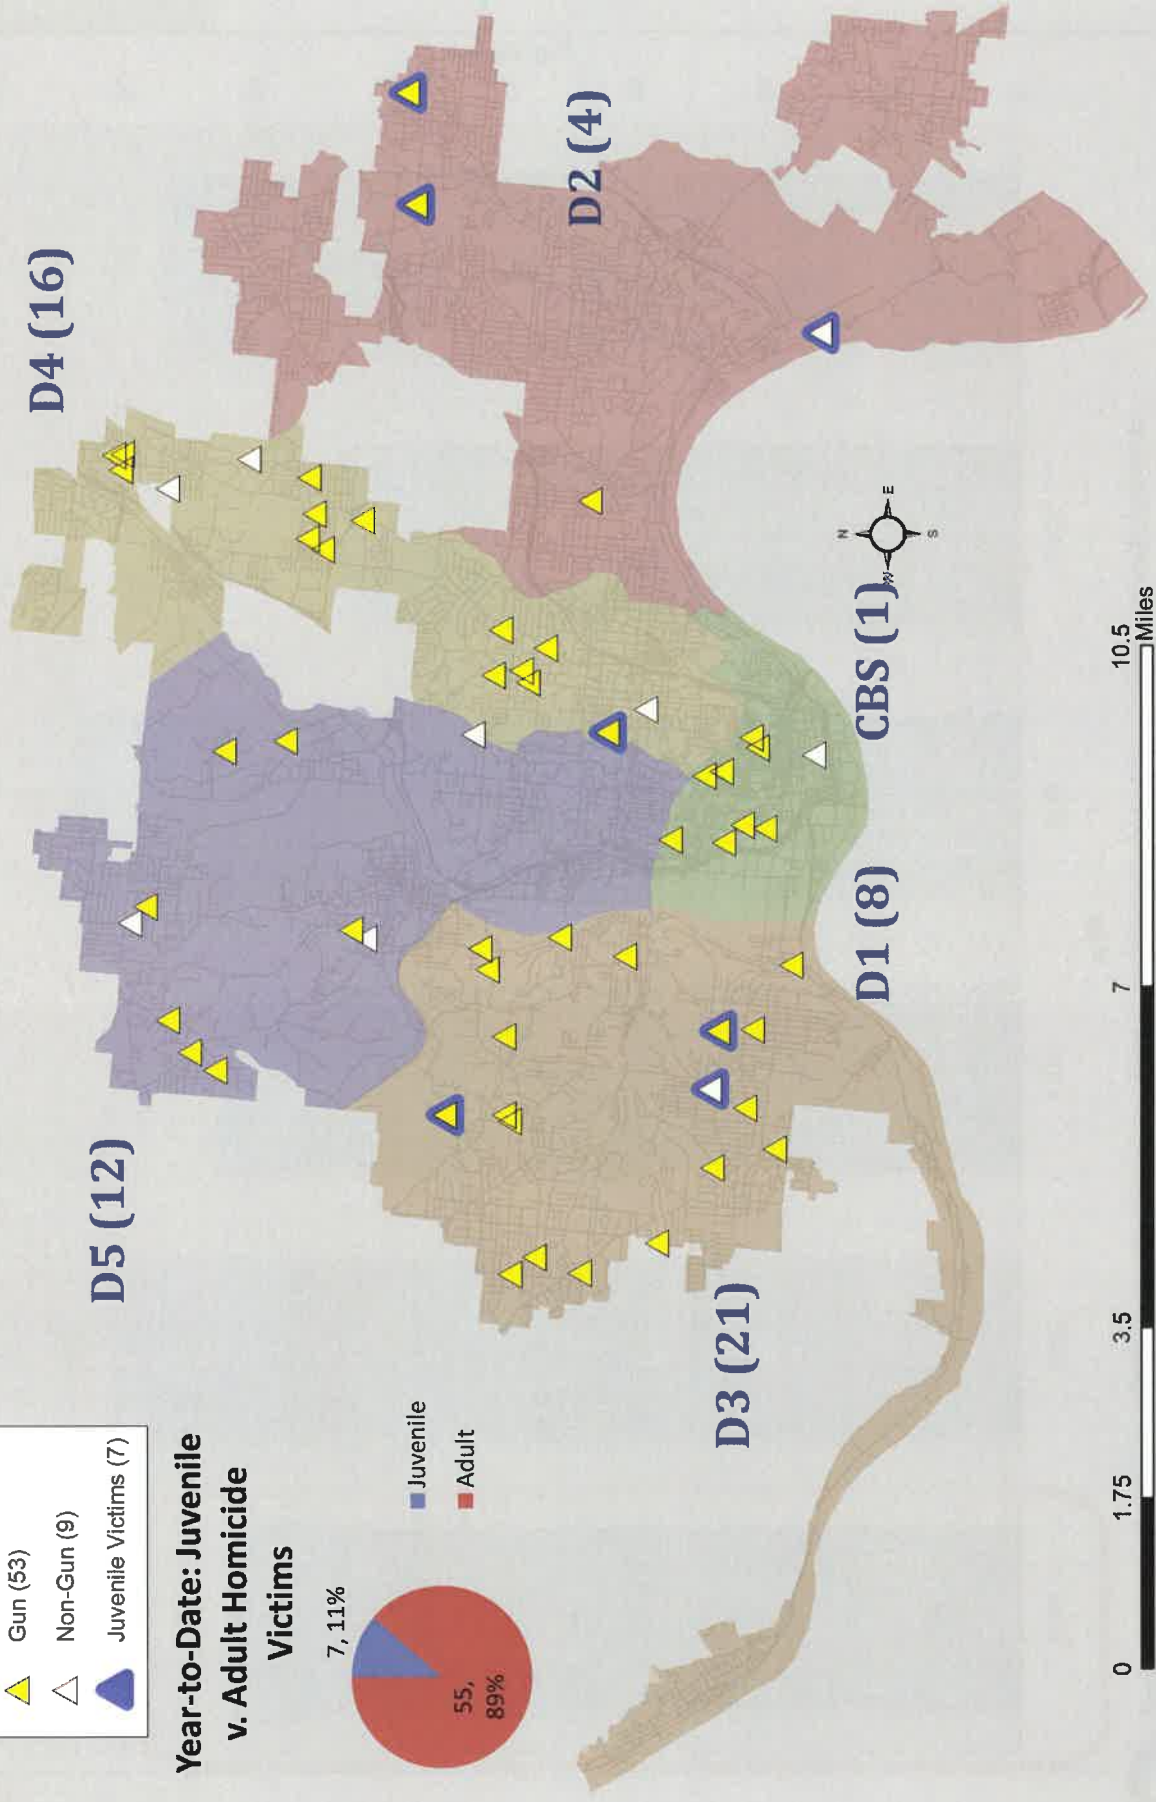 Gun (53)
Non-Gun (9)
Juvenile Victims (7)
Year-to-Date: Juvenile
v. Adult Homicide
Victims
7, 11%
55,
89%
Juvenile
Adult
D5 (12)
D4 (16)
D2 (4)
D3 (21)
D1 (8)
CBS (1)
N
W
E
S
0
1.75
3.5
7
10.5
Miles